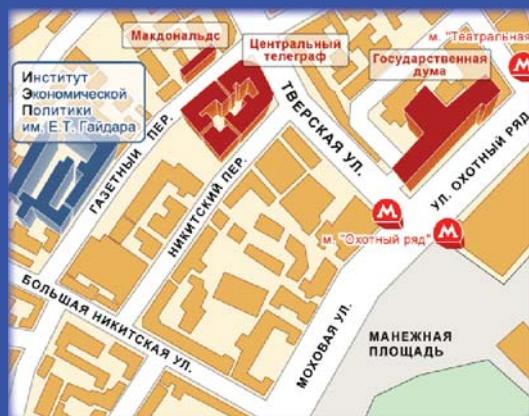 м. "Театральная
Макдональдс
Центральный
телеграф
Государственная
дума
Институт
Экономической
Политики
им. Е.Т. Гайдара
ГАЗЕТНЫЙ ПЕР.
НИКИТСКИЙ ПЕР.
ТВЕРСКАЯ УЛ.
УЛ. ОХОТНЫЙ РЯД
М
М
М
м. "Охотный ряд"
БОЛЬШАЯ НИКИТСКАЯ УЛ.
МОХОВАЯ УЛ.
МАНЕЖНАЯ
ПЛОЩАДЬ